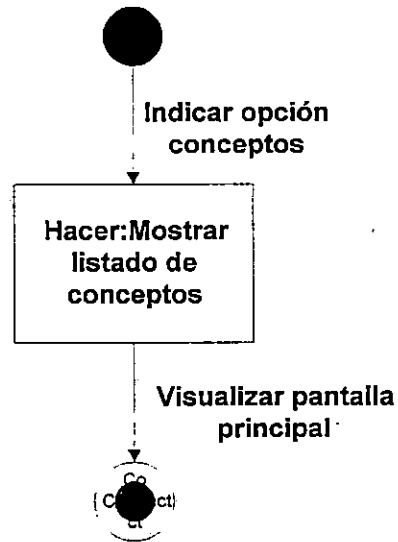 Indicar opción
conceptos
Hacer:Mostrar
listado de
conceptos
Visualizar pantalla
principal